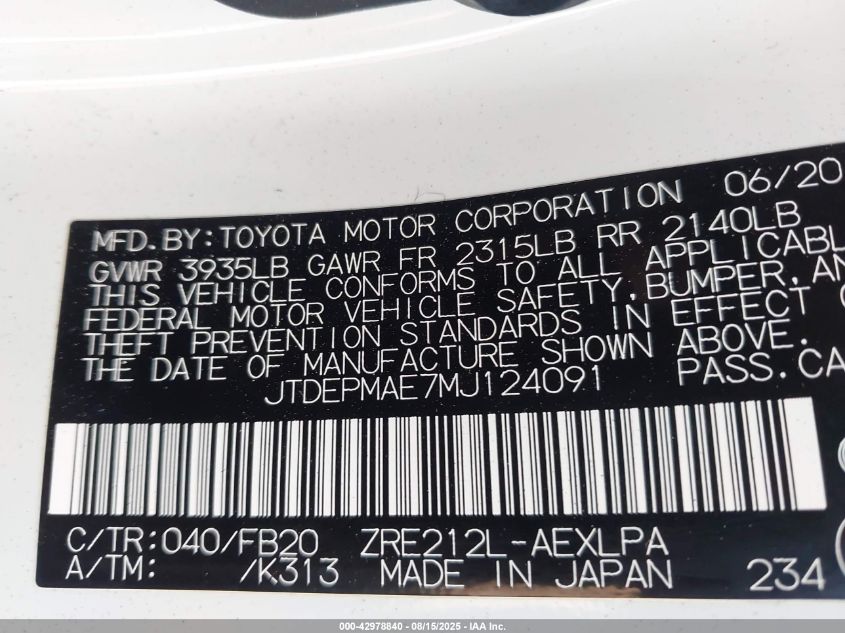 MFD.BY:TOYOTA MOTOR CORPORATION 06/20
GVWR 3935LB GAWR FR 2315LB RR 2140LB
THIS VEHICLE CONFORMS TO ALL APPLICABL
FEDERAL MOTOR VEHICLE SAFETY, BUMPER, AN
THEFT PREVENTION STANDARDS IN EFFECT
THE DATE OF MANUFACTURE SHOWN ABOVE.
JTDEPMAE7MJ124091 PASS.CA
C/TR:040/FB20 ZRE212L-AEXLPA
A/TM: /K313 MADE IN JAPAN 234
000-42978840 - 08/15/2025 - IAA Inc.